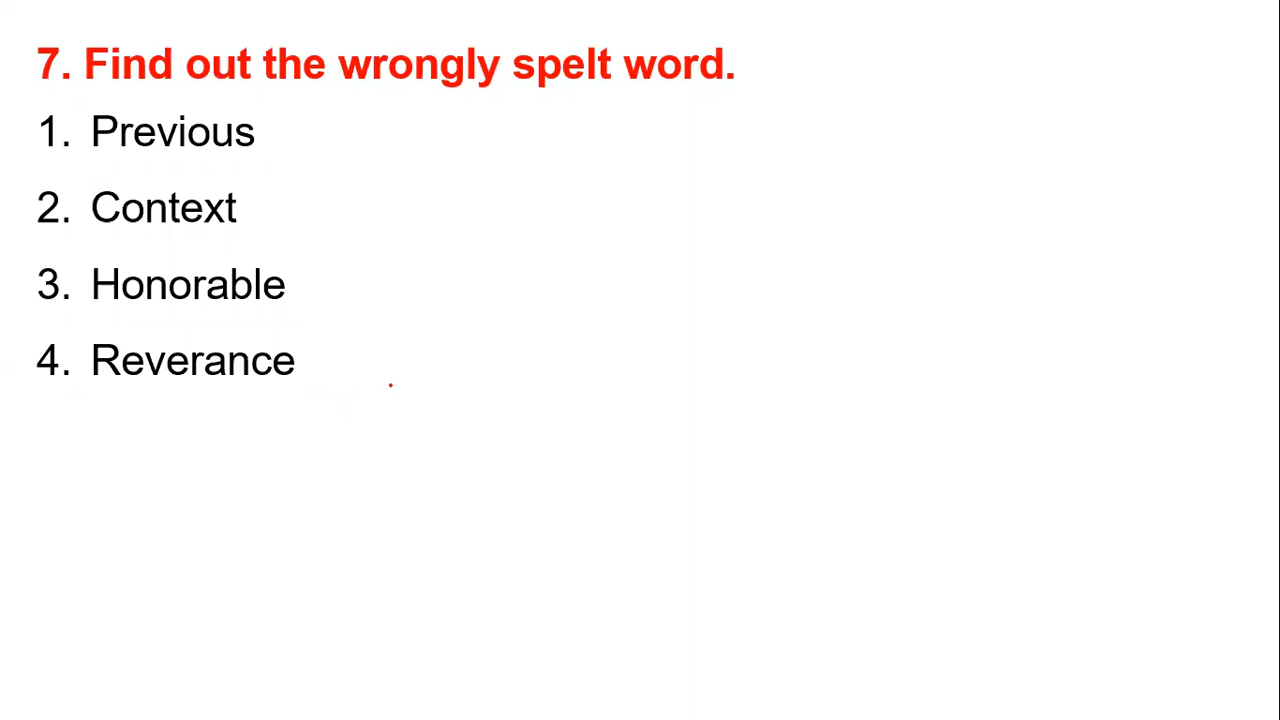 7. Find out the wrongly spelt word.
1. Previous
2. Context
3. Honorable
4. Reverance